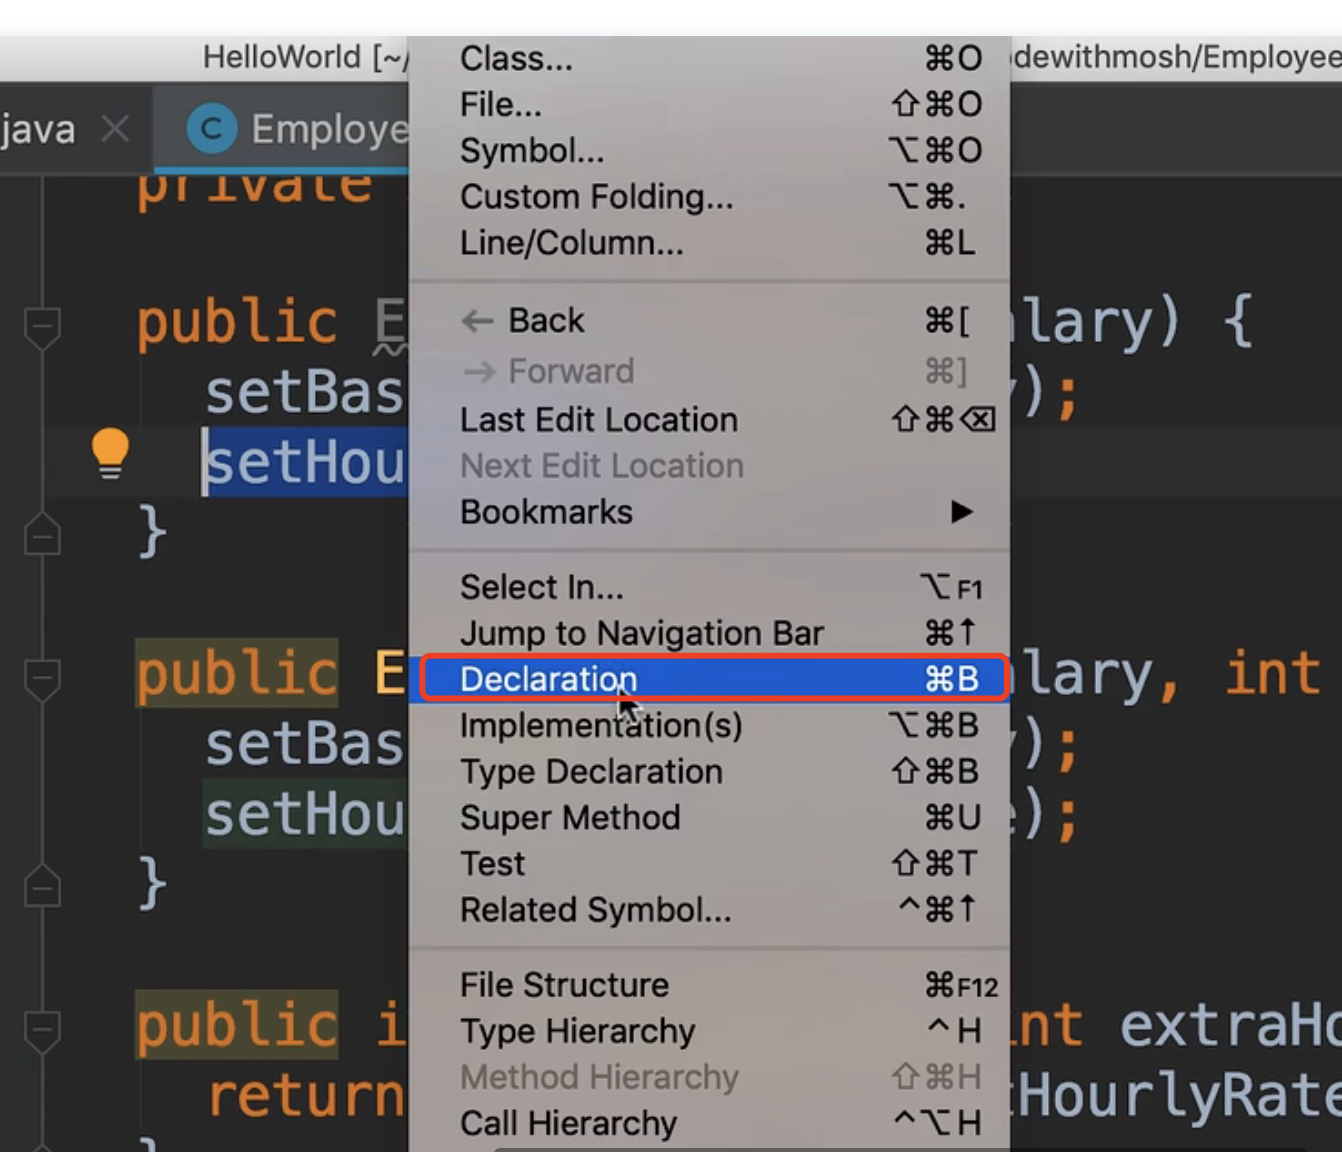 HelloWorld [~/
dewithmosh/Employee
java
C Employe
Class... ⌘O
File... ⇧⌘O
Symbol... ⌥⌘O
Custom Folding... ⌥⌘.
Line/Column... ⌘L
← Back ⌘[
→ Forward ⌘]
Last Edit Location ⇧⌘⌫
Next Edit Location
Bookmarks ▶
Select In... ⌥F1
Jump to Navigation Bar ⌘↑
Declaration ⌘B
Implementation(s) ⌥⌘B
Type Declaration ⇧⌘B
Super Method ⌘U
Test ⇧⌘T
Related Symbol... ^⌘↑
File Structure ⌘F12
Type Hierarchy ^H
Method Hierarchy ⇧⌘H
Call Hierarchy ^⌥H
private
public E lary) {
setBas );
setHou
}
public E lary, int
setBas );
setHou );
}
public i nt extraHo
return tHourlyRate
}